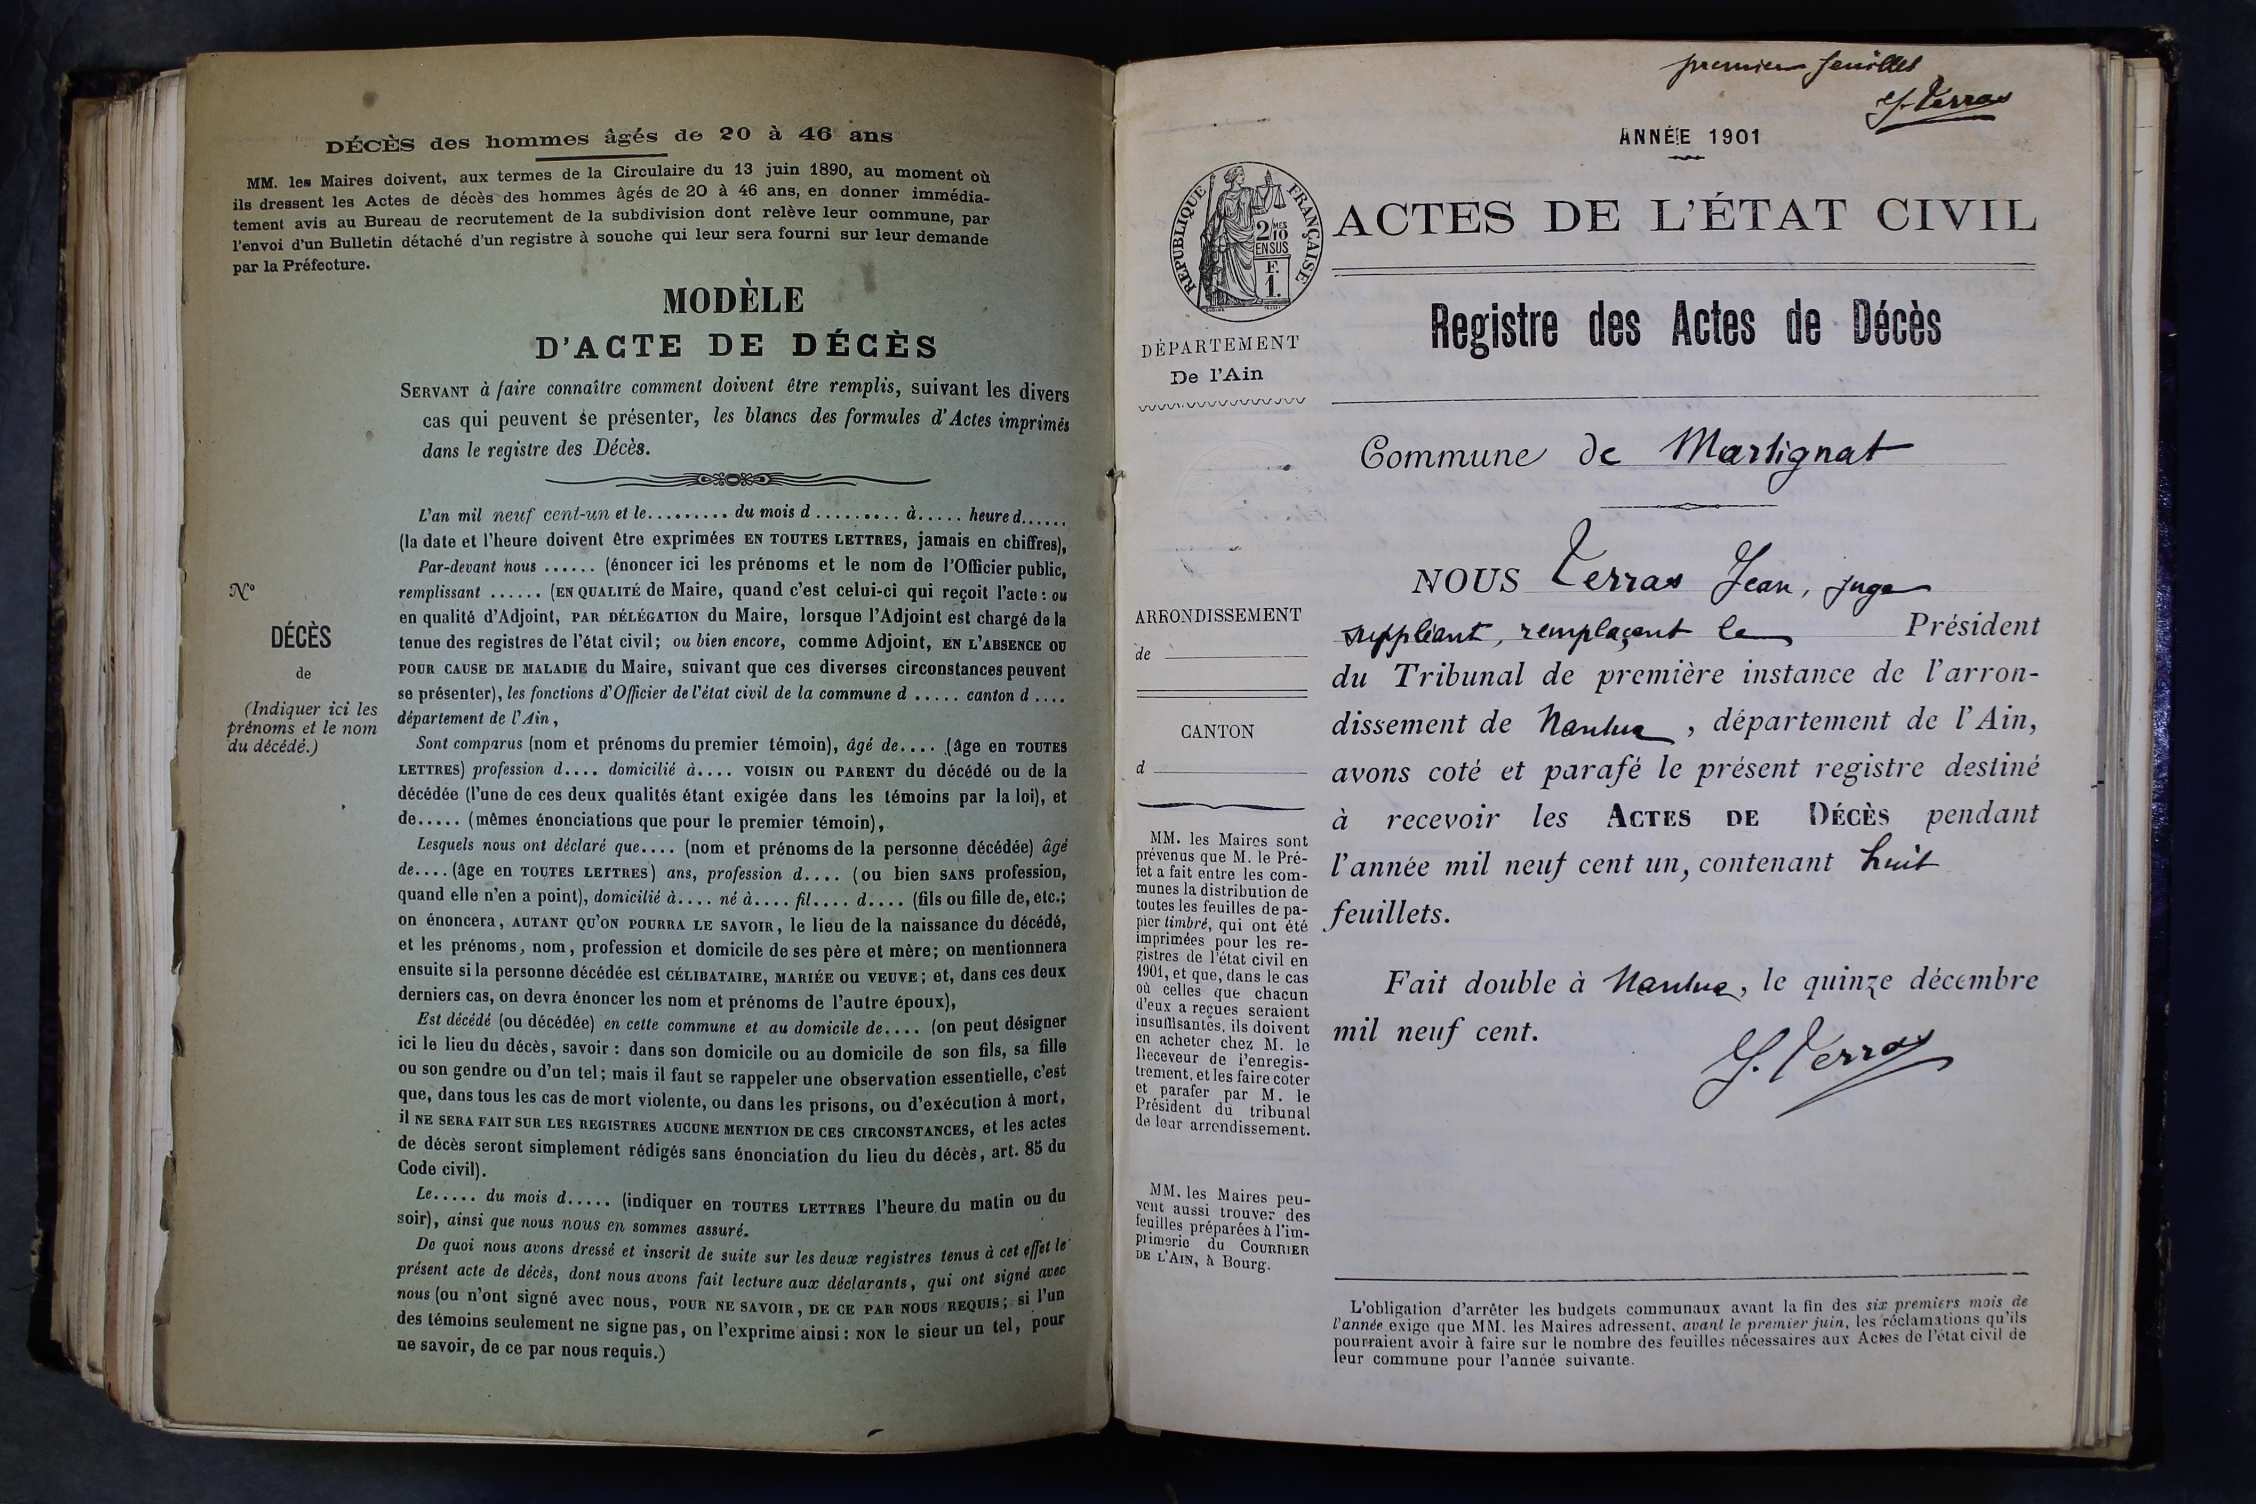 DÉCÈS des hommes âgés de 20 à 46 ans
MM. les Maires doivent, aux termes de la Circulaire du 13 juin 1890, au moment où
ils dressent les Actes de décès des hommes âgés de 20 à 46 ans, en donner immédia-
tement avis au Bureau de recrutement de la subdivision dont relève leur commune, par
l'envoi d'un Bulletin détaché d'un registre à souche qui leur sera fourni sur leur demande
par la Préfecture.
MODÈLE
D'ACTE DE DÉCÈS
SERVANT à faire connaître comment doivent être remplis, suivant les divers
cas qui peuvent se présenter, les blancs des formules d'Actes imprimés
dans le registre des Décès.
N°
DÉCÈS
de
(Indiquer ici les
prénoms et le nom
du décédé.)
L'an mil neuf cent-un et le......... du mois d ......... à..... heure d......
(la date et l'heure doivent être exprimées EN TOUTES LETTRES, jamais en chiffres),
Par-devant nous ...... (énoncer ici les prénoms et le nom de l'Officier public,
remplissant ...... (EN QUALITÉ de Maire, quand c'est celui-ci qui reçoit l'acte: ou
en qualité d'Adjoint, PAR DÉLÉGATION du Maire, lorsque l'Adjoint est chargé de la
tenue des registres de l'état civil; ou bien encore, comme Adjoint, EN L'ABSENCE OU
POUR CAUSE DE MALADIE du Maire, suivant que ces diverses circonstances peuvent
se présenter), les fonctions d'Officier de l'état civil de la commune d ..... canton d ....
département de l'Ain,
Sont comparus (nom et prénoms du premier témoin), âgé de.... (âge en TOUTES
LETTRES) profession d.... domicilié à.... VOISIN OU PARENT du décédé ou de la
décédée (l'une de ces deux qualités étant exigée dans les témoins par la loi), et
de..... (mêmes énonciations que pour le premier témoin),
Lesquels nous ont déclaré que.... (nom et prénoms de la personne décédée) âgé
de.... (âge en TOUTES LETTRES) ans, profession d.... (ou bien SANS profession,
quand elle n'en a point), domicilié à.... né à.... fil.... d.... (fils ou fille de, etc.;
on énoncera, AUTANT QU'ON POURRA LE SAVOIR, le lieu de la naissance du décédé,
et les prénoms, nom, profession et domicile de ses père et mère; on mentionnera
ensuite si la personne décédée est CÉLIBATAIRE, MARIÉE OU VEUVE; et, dans ces deux
derniers cas, on devra énoncer les nom et prénoms de l'autre époux),
Est décédé (ou décédée) en cette commune et au domicile de.... (on peut désigner
ici le lieu du décès, savoir: dans son domicile ou au domicile de son fils, sa fille
ou son gendre ou d'un tel; mais il faut se rappeler une observation essentielle, c'est
que, dans tous les cas de mort violente, ou dans les prisons, ou d'exécution à mort,
il NE SERA FAIT SUR LES REGISTRES AUCUNE MENTION DE CES CIRCONSTANCES, et les actes
de décès seront simplement rédigés sans énonciation du lieu du décès, art. 85 du
Code civil).
Le..... du mois d..... (indiquer en TOUTES LETTRES l'heure du matin ou du
soir), ainsi que nous nous en sommes assuré.
De quoi nous avons dressé et inscrit de suite sur les deux registres tenus à cet effet le
présent acte de décès, dont nous avons fait lecture aux déclarants, qui ont signé avec
nous (ou n'ont signé avec nous, POUR NE SAVOIR, DE CE PAR NOUS REQUIS; si l'un
des témoins seulement ne signe pas, on l'exprime ainsi: NON le sieur un tel, pour
ne savoir, de ce par nous requis.)
premier feuillet
J. Verras
ANNÉE 1901
RÉPUBLIQUE FRANÇAISE
2/10 MES
EN SUS
F.
1.
ACTES DE L'ÉTAT CIVIL
Registre des Actes de Décès
DÉPARTEMENT
De l'Ain
Commune de Martignat
NOUS Verras Jean, juge
suppléant, remplaçant le Président
du Tribunal de première instance de l'arron-
dissement de Nantua, département de l'Ain,
avons coté et parafé le présent registre destiné
à recevoir les ACTES DE DÉCÈS pendant
l'année mil neuf cent un, contenant huit
feuillets.
Fait double à Nantua, le quinze décembre
mil neuf cent.
J. Verras
ARRONDISSEMENT
de
CANTON
d
MM. les Maires sont
prévenus que M. le Pré-
fet a fait entre les com-
munes la distribution de
toutes les feuilles de pa-
pier timbré, qui ont été
imprimées pour les re-
gistres de l'état civil en
1901, et que, dans le cas
où celles que chacun
d'eux a reçues seraient
insuffisantes, ils doivent
en acheter chez M. le
Receveur de l'enregis-
trement, et les faire coter
et parafer par M. le
Président du tribunal
de leur arrondissement.
MM. les Maires peu-
vent aussi trouver des
feuilles préparées à l'im-
primerie du COURRIER
DE L'AIN, à Bourg.
L'obligation d'arrêter les budgets communaux avant la fin des six premiers mois de
l'année exige que MM. les Maires adressent, avant le premier juin, les réclamations qu'ils
pourraient avoir à faire sur le nombre des feuilles nécessaires aux Actes de l'état civil de
leur commune pour l'année suivante.